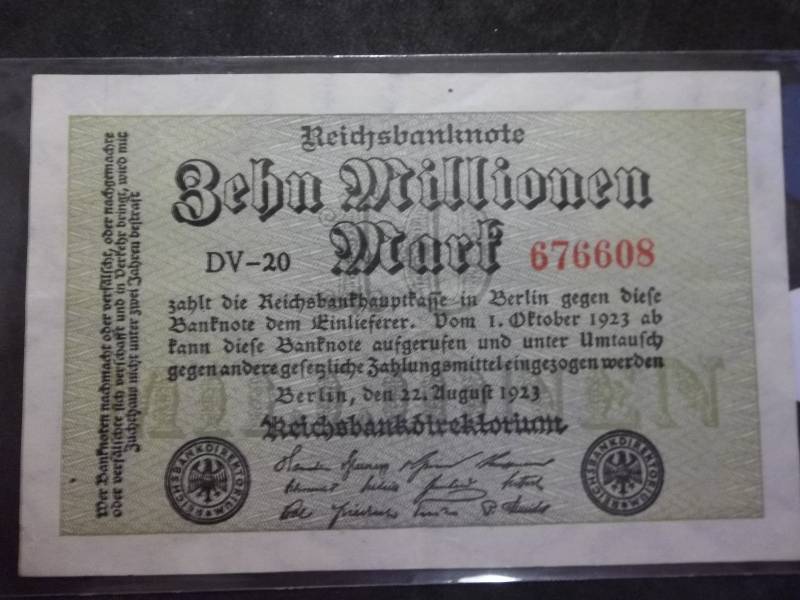 Reichsbanknote
Zehn Millionen
Mark
DV-20
676608
zahlt die Reichsbankhauptkasse in Berlin gegen diese
Banknote dem Einlieferer. Vom 1. Oktober 1923 ab
kann diese Banknote aufgerufen und unter Umtausch
gegen andere gesetzliche Zahlungsmittel eingezogen werden
Berlin, den 22. August 1923
Reichsbankdirektorium
REICHSBANKDIREKTORIUM
REICHSBANKDIREKTORIUM
Wer Banknoten nachmacht oder verfälscht, oder nachgemachte
oder verfälschte sich verschafft und in Verkehr bringt, wird mit
Zuchthaus nicht unter zwei Jahren bestraft